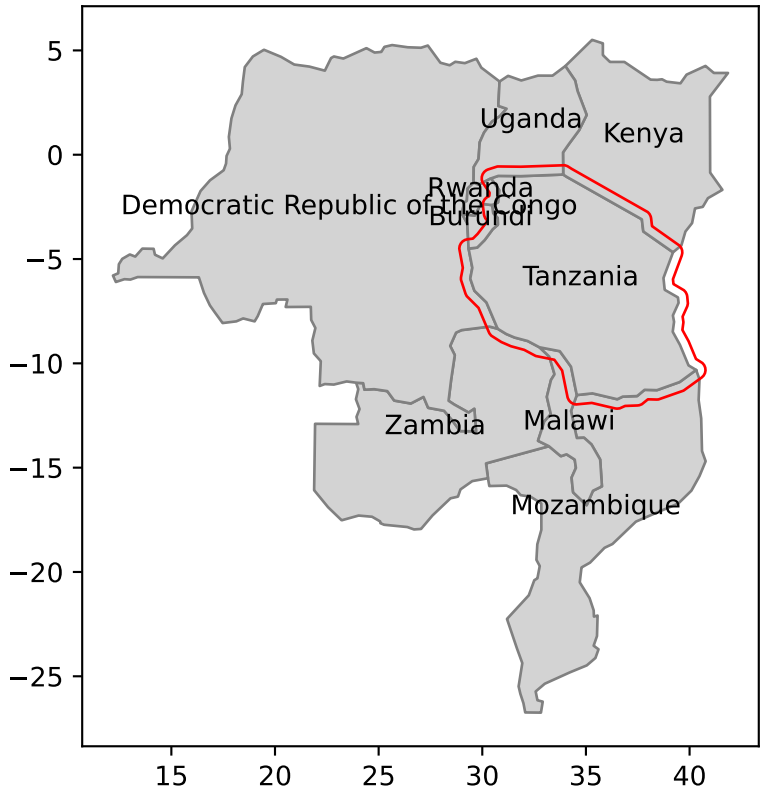 5
Uganda
Kenya
0
Rwanda
Democratic Republic of the Congo
Burundi
−5
Tanzania
−10
Zambia
Malawi
−15
Mozambique
−20
−25
15 20 25 30 35 40